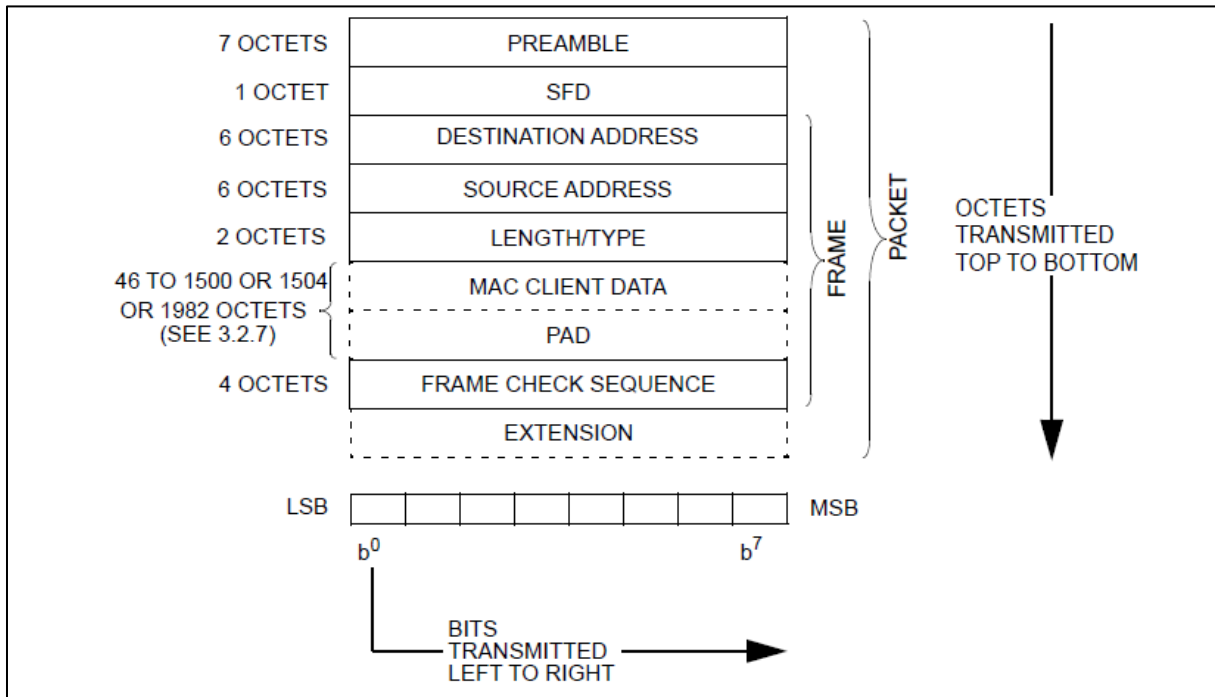 7 OCTETS PREAMBLE
1 OCTET SFD
6 OCTETS DESTINATION ADDRESS
6 OCTETS SOURCE ADDRESS
2 OCTETS LENGTH/TYPE
46 TO 1500 OR 1504
OR 1982 OCTETS
(SEE 3.2.7)
MAC CLIENT DATA
PAD
4 OCTETS FRAME CHECK SEQUENCE
EXTENSION
FRAME
PACKET
OCTETS
TRANSMITTED
TOP TO BOTTOM
LSB MSB
b⁰ b⁷
BITS
TRANSMITTED
LEFT TO RIGHT